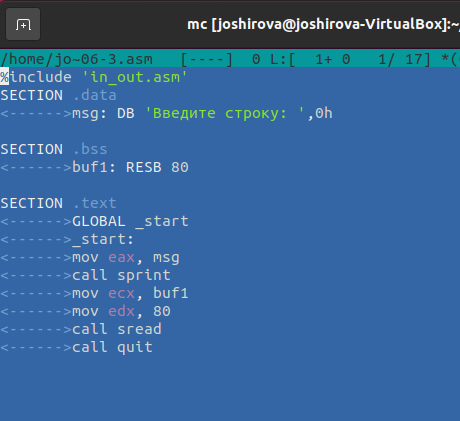 mc [joshirova@joshirova-VirtualBox]:~/
/home/jo~06-3.asm   [----]  0 L:[  1+ 0   1/ 17] *(
%include 'in_out.asm'
SECTION .data
<------>msg: DB 'Введите строку: ',0h
SECTION .bss
<------>buf1: RESB 80
SECTION .text
<------>GLOBAL _start
<------>_start:
<------>mov eax, msg
<------>call sprint
<------>mov ecx, buf1
<------>mov edx, 80
<------>call sread
<------>call quit